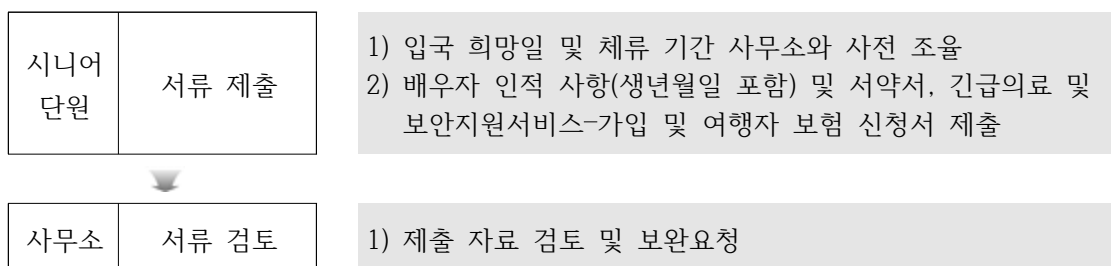 시니어
단원
서류 제출
1) 입국 희망일 및 체류 기간 사무소와 사전 조율
2) 배우자 인적 사항(생년월일 포함) 및 서약서, 긴급의료 및
보안지원서비스-가입 및 여행자 보험 신청서 제출
사무소
서류 검토
1) 제출 자료 검토 및 보완요청